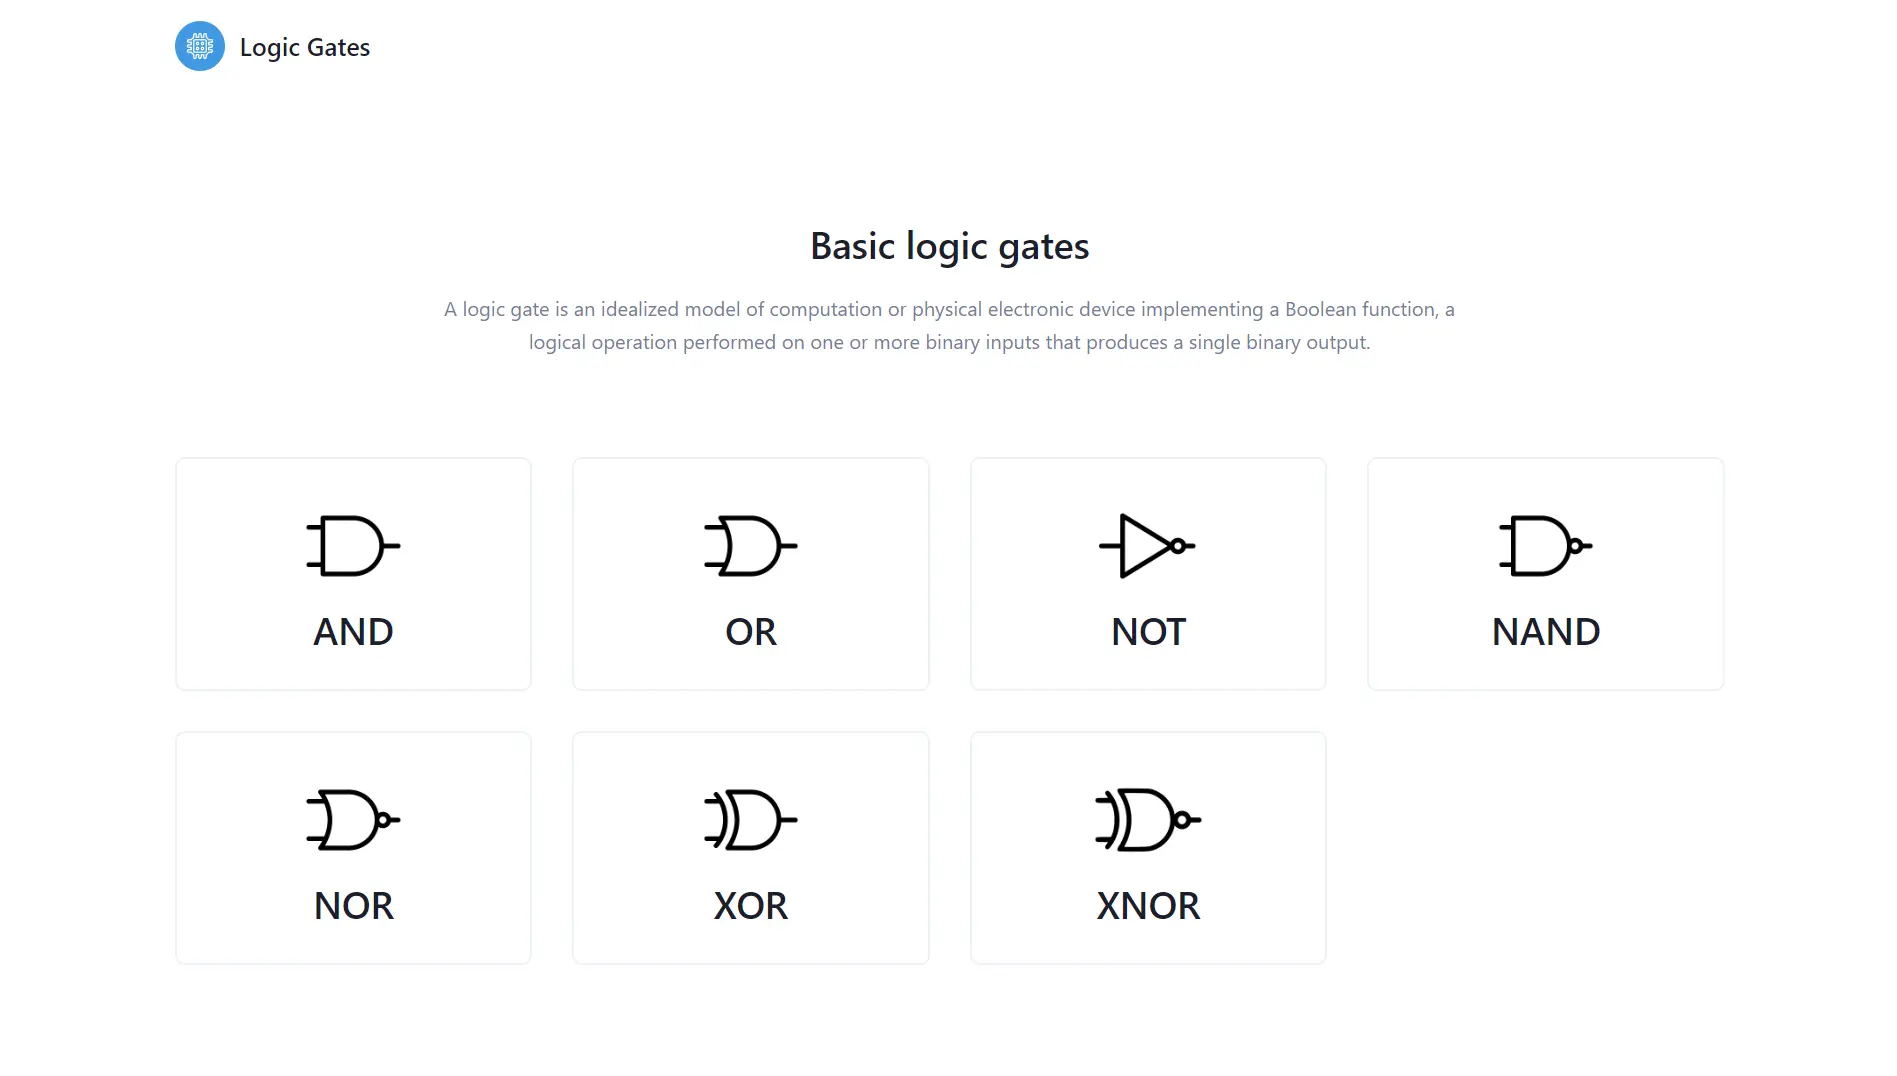 Logic Gates
Basic logic gates
A logic gate is an idealized model of computation or physical electronic device implementing a Boolean function, a
logical operation performed on one or more binary inputs that produces a single binary output.
AND
OR
NOT
NAND
NOR
XOR
XNOR